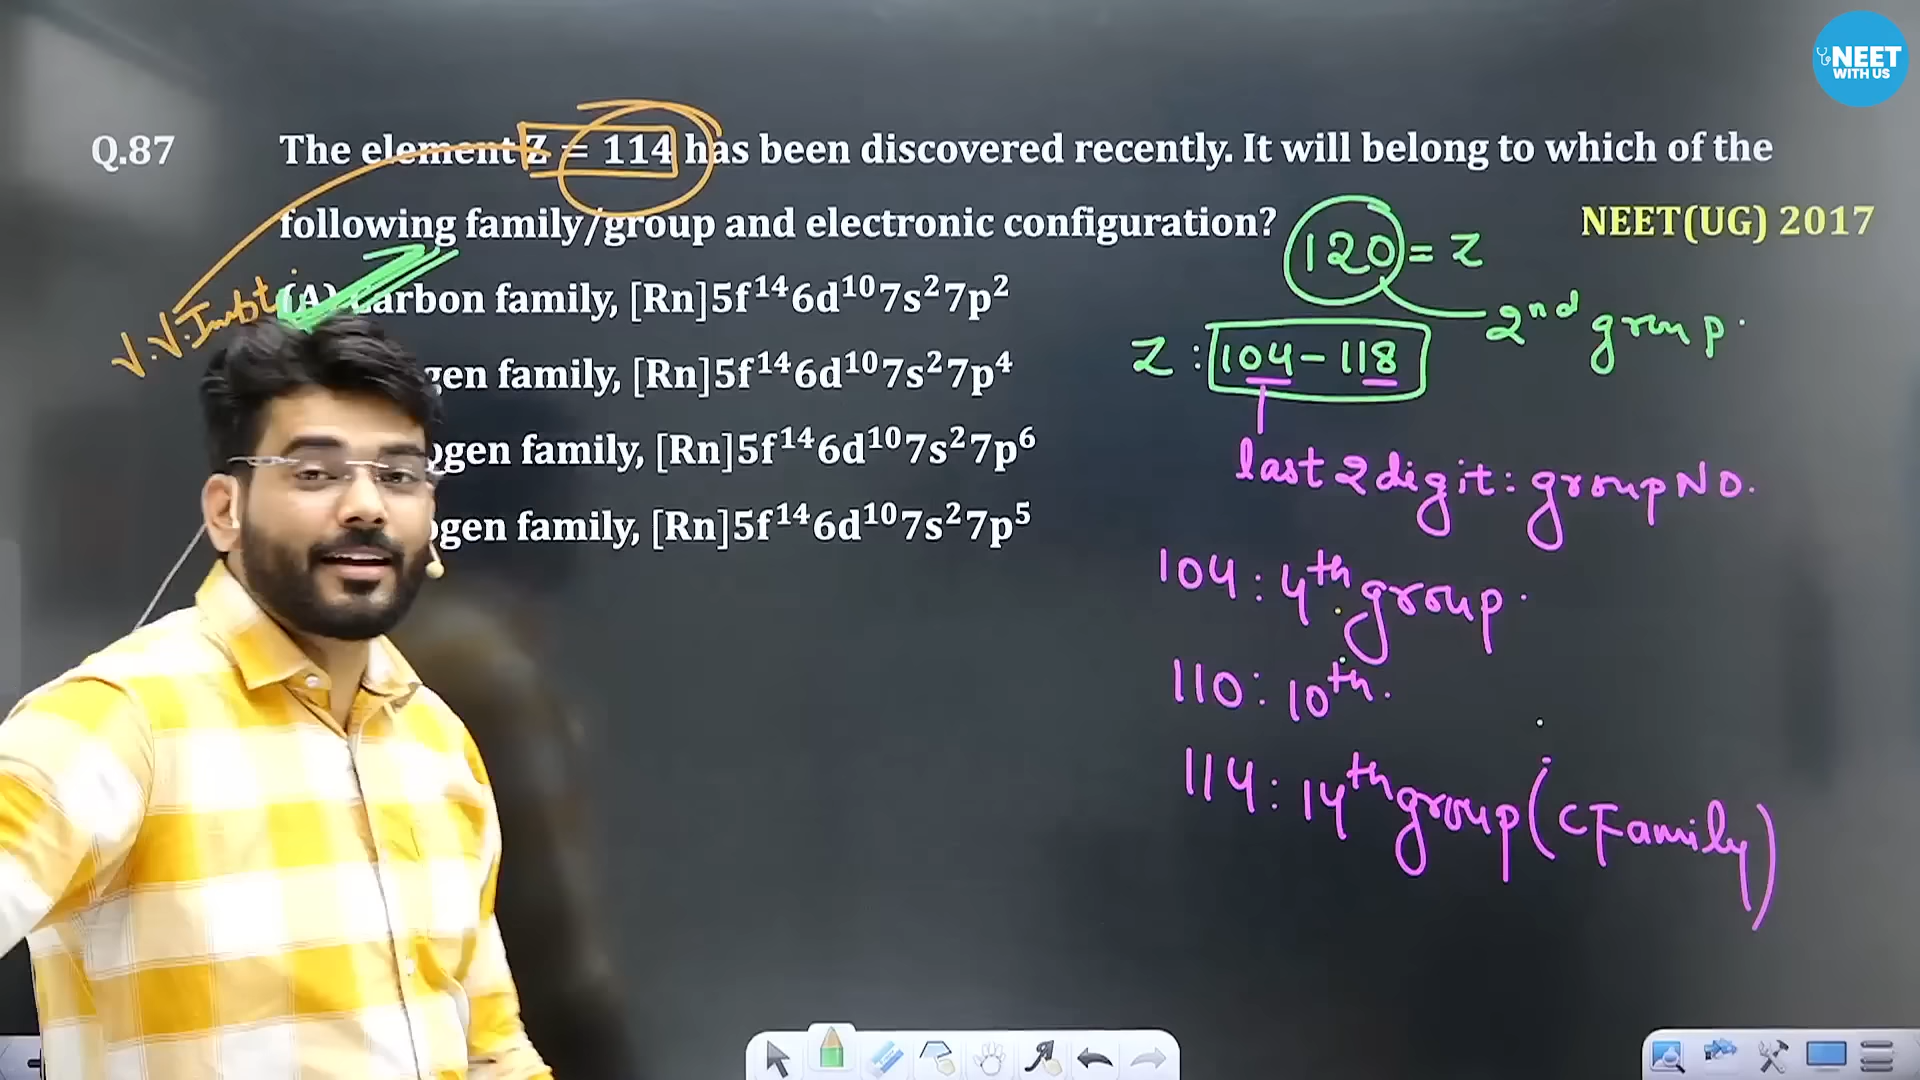 NEET
WITH US
Q.87 The element Z = 114 has been discovered recently. It will belong to which of the
following family/group and electronic configuration?
NEET(UG) 2017
(A) Carbon family, [Rn]5f¹⁴6d¹⁰7s²7p²
gen family, [Rn]5f¹⁴6d¹⁰7s²7p⁴
ogen family, [Rn]5f¹⁴6d¹⁰7s²7p⁶
ogen family, [Rn]5f¹⁴6d¹⁰7s²7p⁵
V.V.Impt
120 = Z
2nd group.
Z : 104 - 118
last 2 digit : group No.
104 : 4th group.
110 : 10th.
114 : 14th group (C Family)